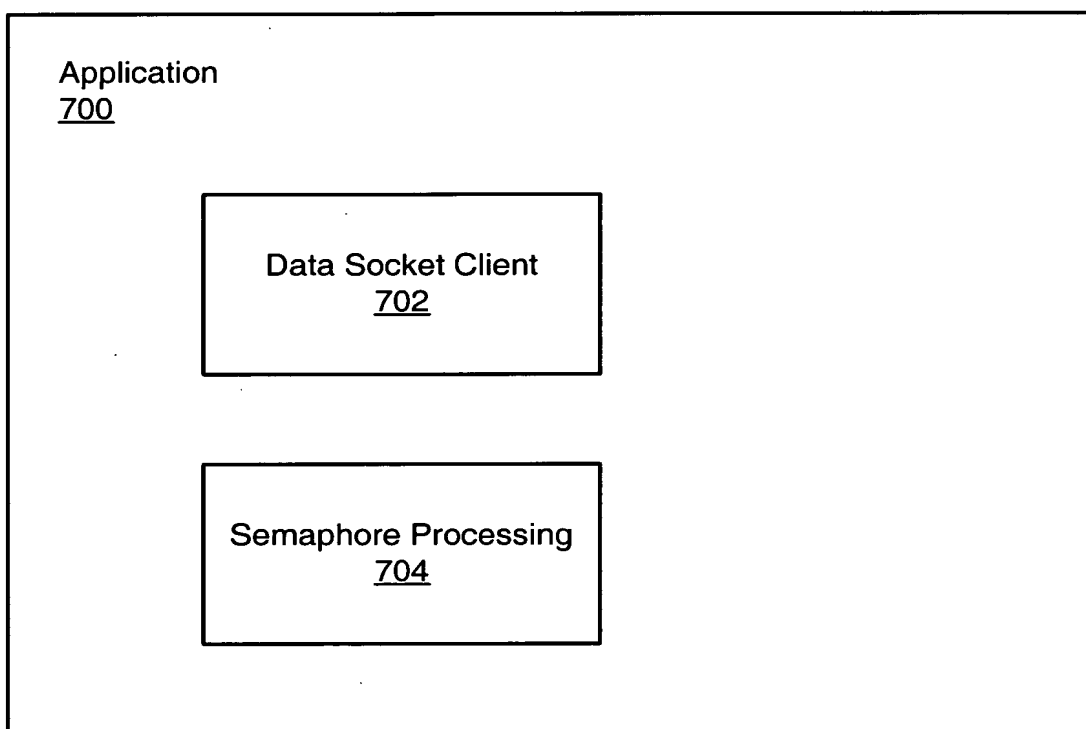 Application
700
Data Socket Client
702
Semaphore Processing
704